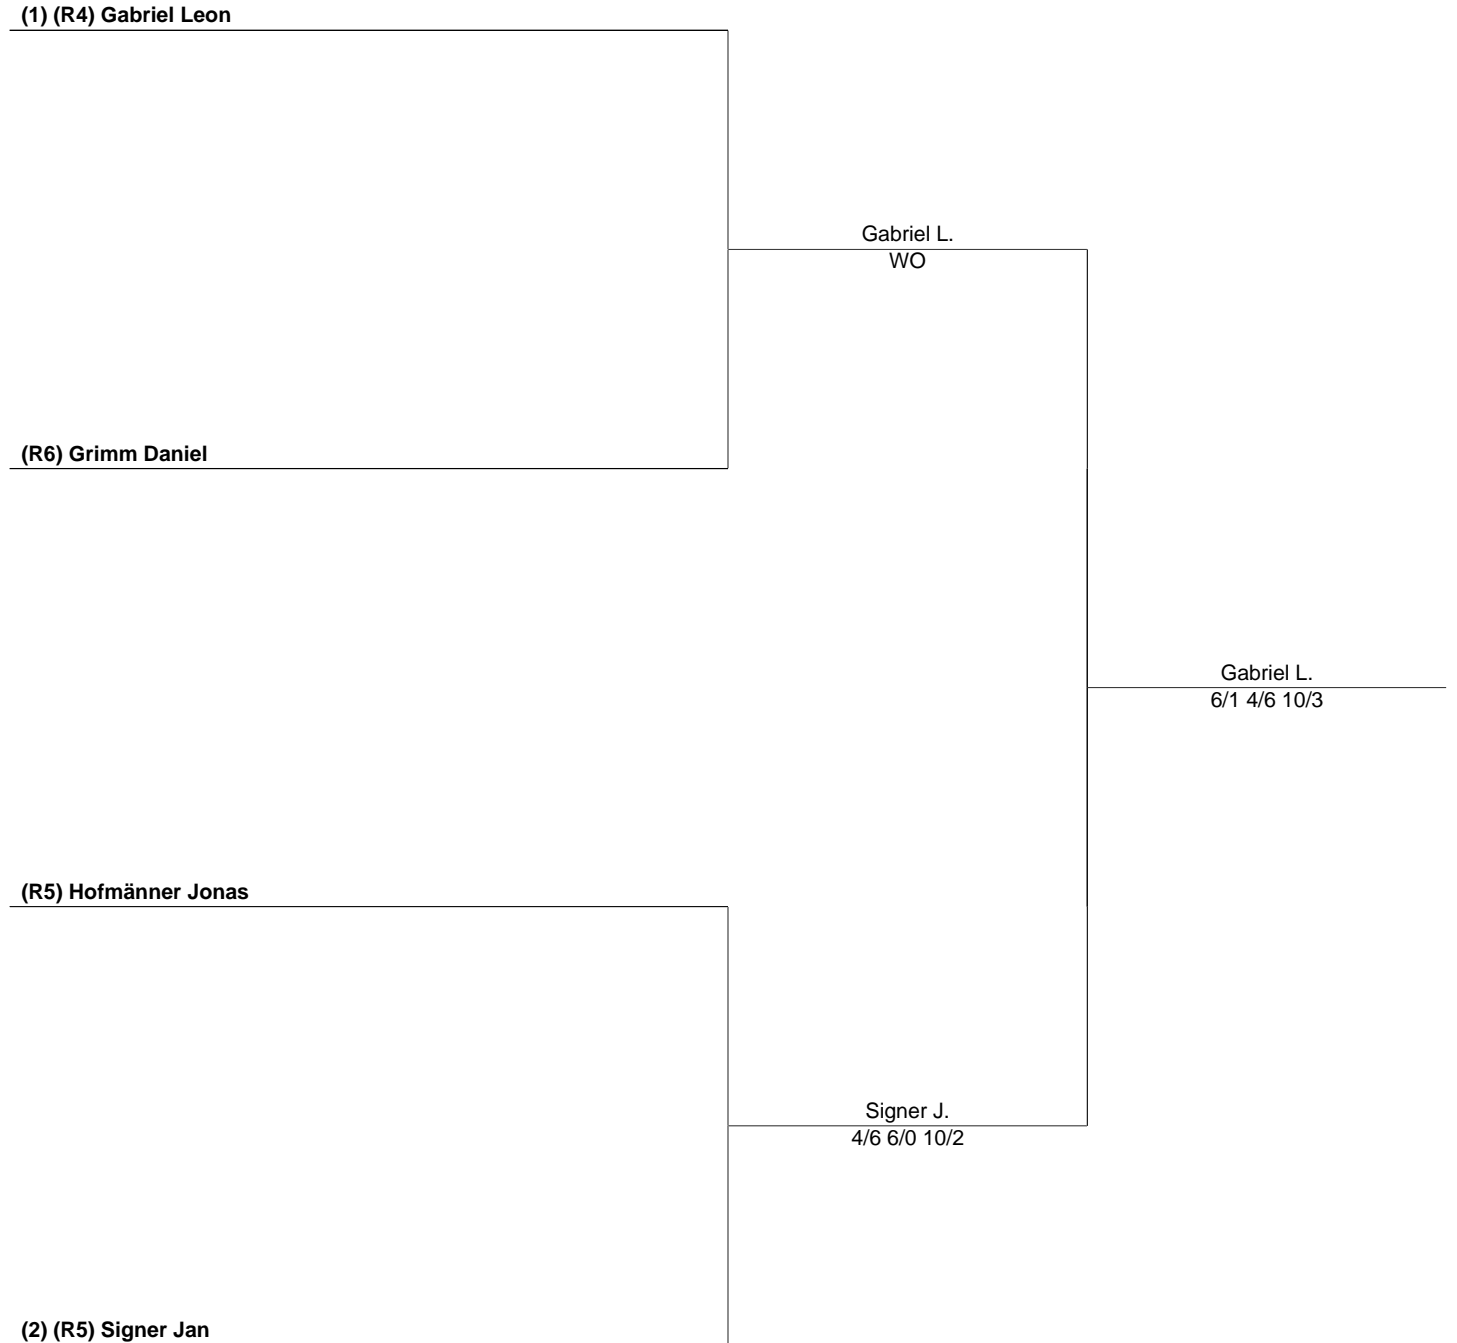 (1) (R4) Gabriel Leon
Gabriel L.
WO
(R6) Grimm Daniel
Gabriel L.
6/1 4/6 10/3
(R5) Hofmänner Jonas
Signer J.
4/6 6/0 10/2
(2) (R5) Signer Jan